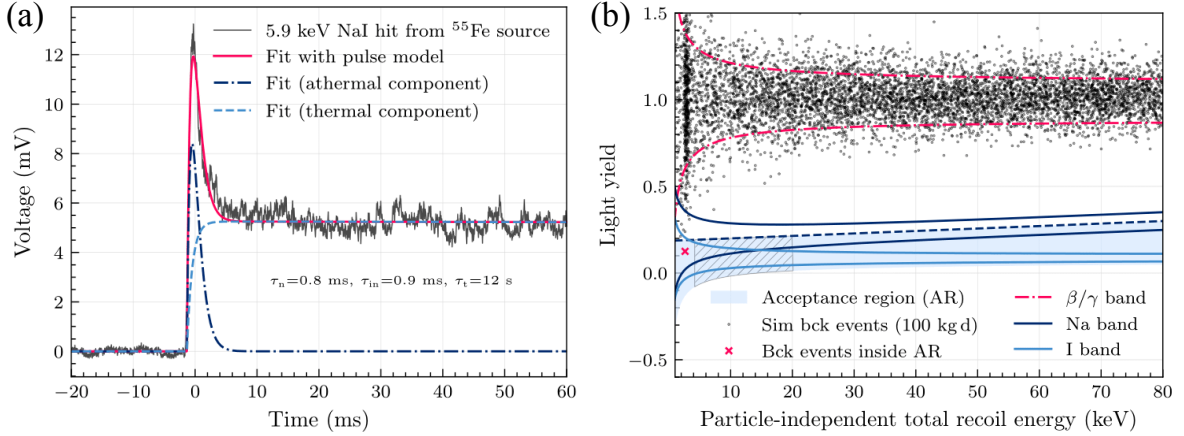 (a)
5.9 keV NaI hit from ⁵⁵Fe source
Fit with pulse model
Fit (athermal component)
Fit (thermal component)
τₙ=0.8 ms, τᵢₙ=0.9 ms, τₜ=12 s
Voltage (mV)
0
2
4
6
8
10
12
−20
−10
0
10
20
30
40
50
60
Time (ms)
(b)
Light yield
1.5
1.0
0.5
0.0
−0.5
Acceptance region (AR)
Sim bck events (100 kg d)
Bck events inside AR
β/γ band
Na band
I band
10
20
30
40
50
60
70
80
Particle-independent total recoil energy (keV)